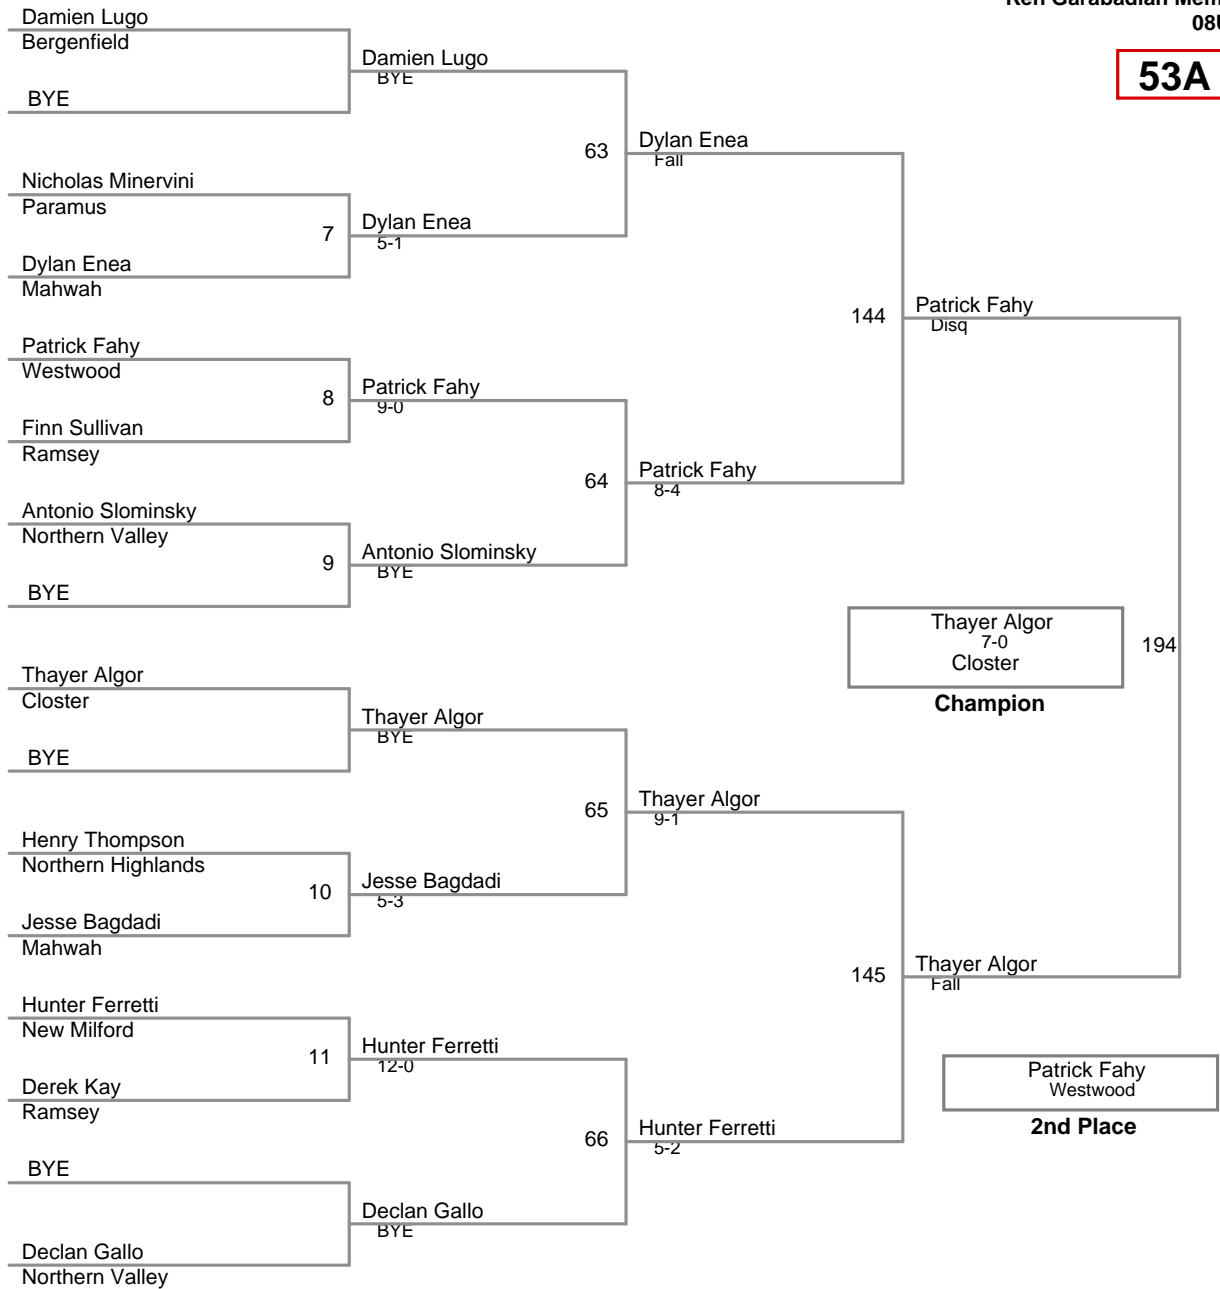 Damien Lugo
Bergenfield
BYE
Nicholas Minervini
Paramus
7
Dylan Enea
Mahwah
Patrick Fahy
Westwood
8
Finn Sullivan
Ramsey
Antonio Slominsky
Northern Valley
9
BYE
Thayer Algor
Closter
BYE
Henry Thompson
Northern Highlands
10
Jesse Bagdadi
Mahwah
Hunter Ferretti
New Milford
11
Derek Kay
Ramsey
BYE
Declan Gallo
Northern Valley
Damien Lugo
BYE
63
Dylan Enea
5-1
Patrick Fahy
9-0
64
Antonio Slominsky
BYE
Thayer Algor
BYE
65
Jesse Bagdadi
5-3
Hunter Ferretti
12-0
66
Declan Gallo
BYE
Dylan Enea
Fall
144
Patrick Fahy
8-4
Thayer Algor
9-1
145
Hunter Ferretti
5-2
Patrick Fahy
Disq
194
Thayer Algor
Fall
Thayer Algor
7-0
Closter
Champion
Patrick Fahy
Westwood
2nd Place
53A